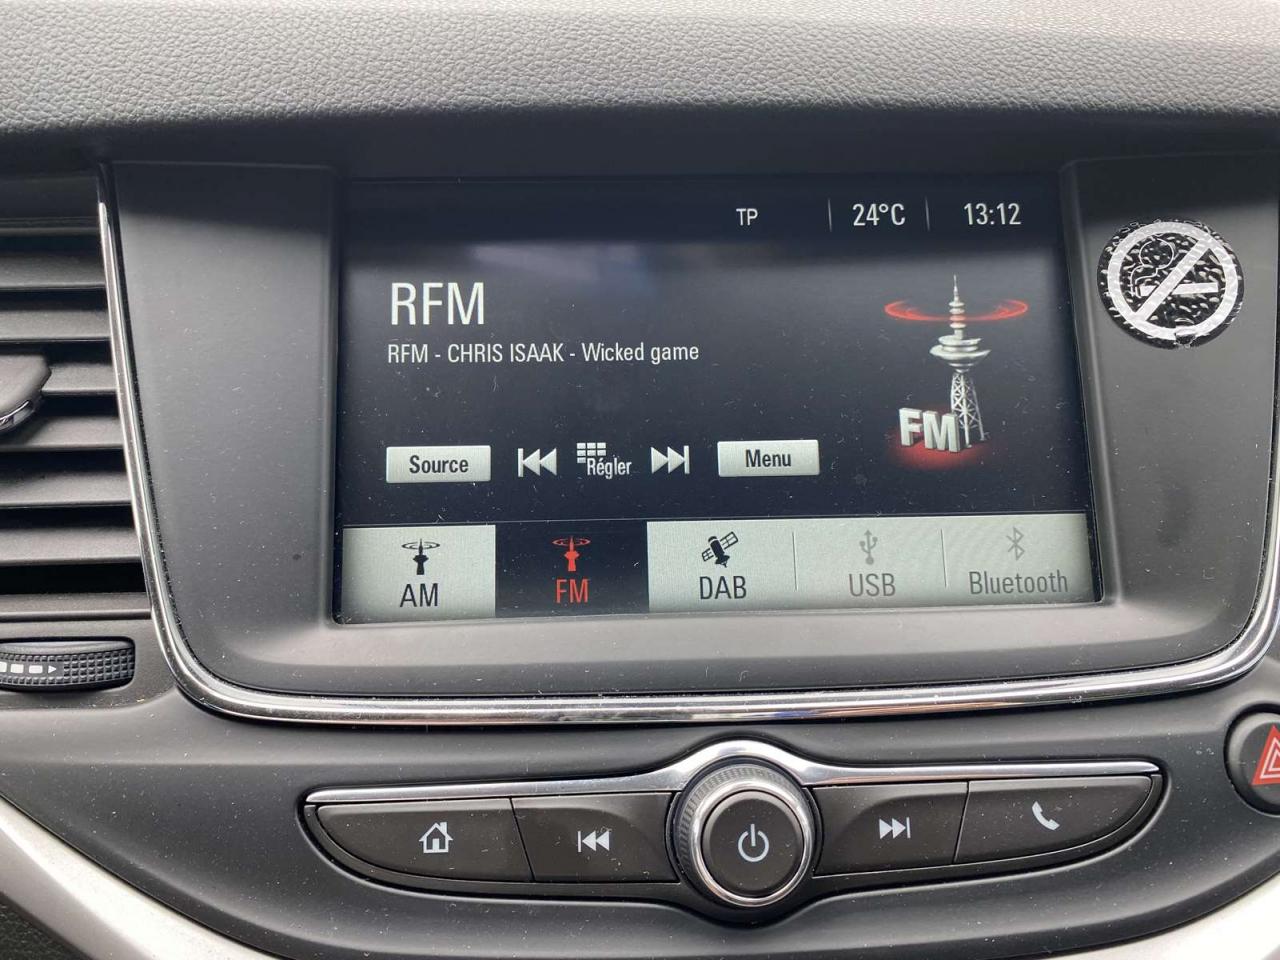 TP 24°C 13:12
RFM
RFM - CHRIS ISAAK - Wicked game
FM
Source Régler Menu
AM FM DAB USB Bluetooth